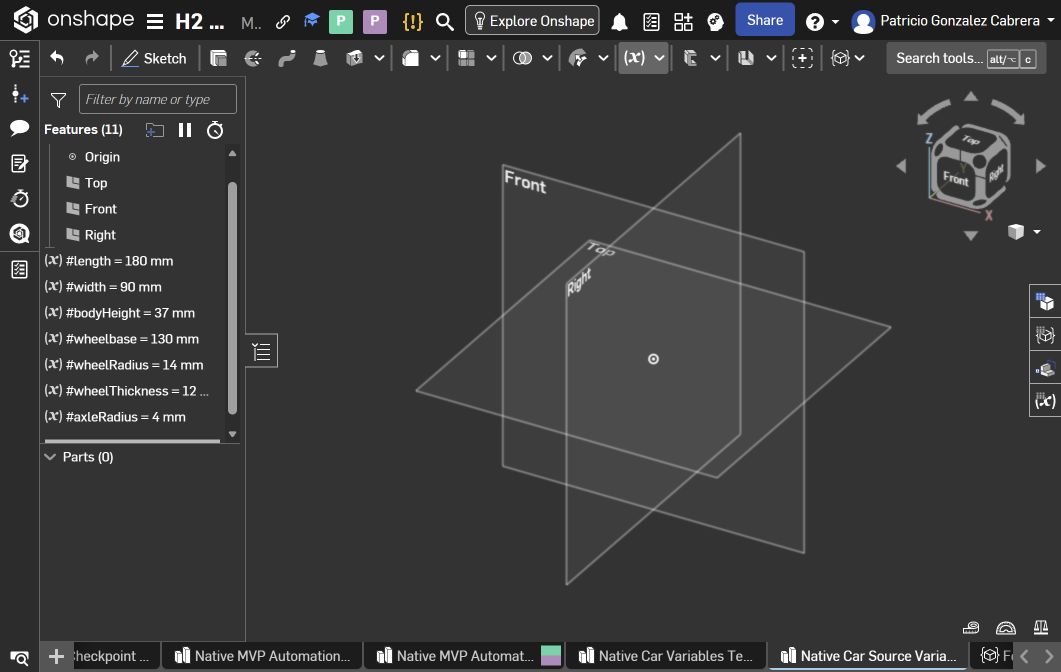 onshape H2 ... M... P P {!} Explore Onshape Share ? Patricio Gonzalez Cabrera
Sketch (x) Search tools... alt/⌥ c
Filter by name or type
Features (11)
Origin
Top
Front
Right
(x) #length = 180 mm
(x) #width = 90 mm
(x) #bodyHeight = 37 mm
(x) #wheelbase = 130 mm
(x) #wheelRadius = 14 mm
(x) #wheelThickness = 12 ...
(x) #axleRadius = 4 mm
Parts (0)
Front
Top
Right
Z
Top
Front
Right
Y
X
(x)
Checkpoint ... Native MVP Automation... Native MVP Automat... Native Car Variables Te... Native Car Source Varia...